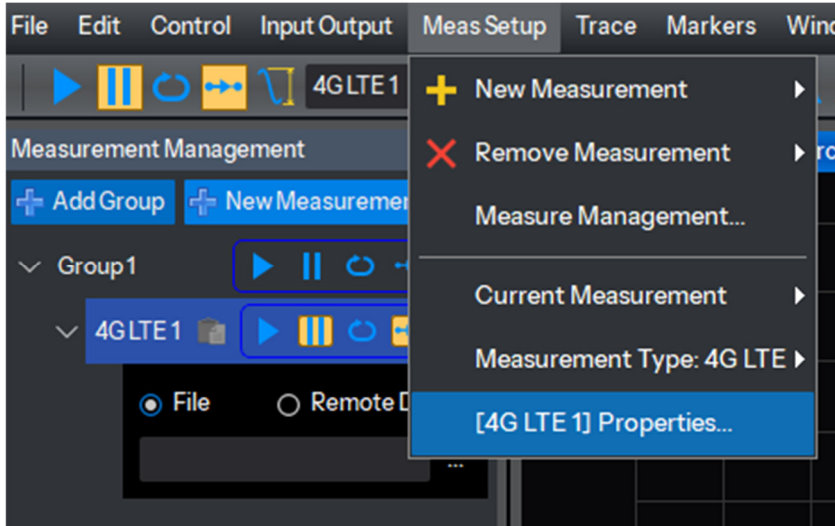 File Edit Control Input Output Meas Setup Trace Markers
4G LTE 1
New Measurement
Measurement Management
Remove Measurement
Add Group
Measure Management...
Group1
Current Measurement
4G LTE 1
Measurement Type: 4G LTE
File Remote
[4G LTE 1] Properties...
...